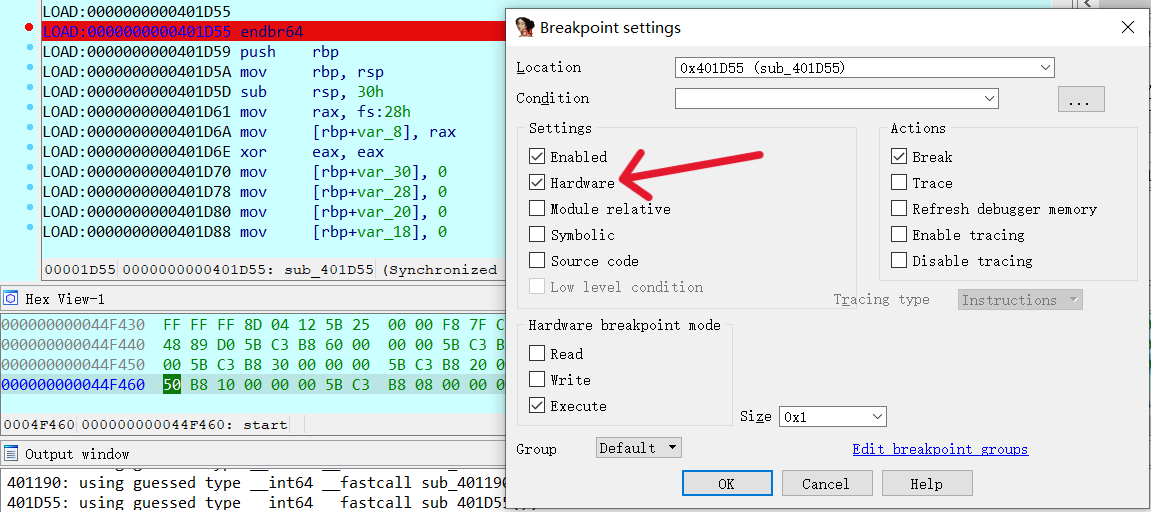 LOAD:0000000000401D55
LOAD:0000000000401D55 endbr64
LOAD:0000000000401D59 push    rbp
LOAD:0000000000401D5A mov     rbp, rsp
LOAD:0000000000401D5D sub     rsp, 30h
LOAD:0000000000401D61 mov     rax, fs:28h
LOAD:0000000000401D6A mov     [rbp+var_8], rax
LOAD:0000000000401D6E xor     eax, eax
LOAD:0000000000401D70 mov     [rbp+var_30], 0
LOAD:0000000000401D78 mov     [rbp+var_28], 0
LOAD:0000000000401D80 mov     [rbp+var_20], 0
LOAD:0000000000401D88 mov     [rbp+var_18], 0
00001D55 0000000000401D55: sub_401D55 (Synchronized
Hex View-1
000000000044F430 FF FF FF 8D 04 12 5B 25 00 00 F8 7F C
000000000044F440 48 89 D0 5B C3 B8 60 00 00 00 5B C3 B
000000000044F450 00 5B C3 B8 30 00 00 00 5B C3 B8 20 0
000000000044F460 50 B8 10 00 00 00 5B C3 B8 08 00 00 0
0004F460 000000000044F460: start
Output window
401190: using guessed type __int64 __fastcall sub_401190
401D55: using guessed type __int64 __fastcall sub_401D55(
Breakpoint settings
Location 0x401D55 (sub_401D55)
Condition ...
Settings
Enabled
Hardware
Module relative
Symbolic
Source code
Low level condition
Actions
Break
Trace
Refresh debugger memory
Enable tracing
Disable tracing
Tracing type Instructions
Hardware breakpoint mode
Read
Write
Execute
Size 0x1
Group Default Edit breakpoint groups
OK Cancel Help